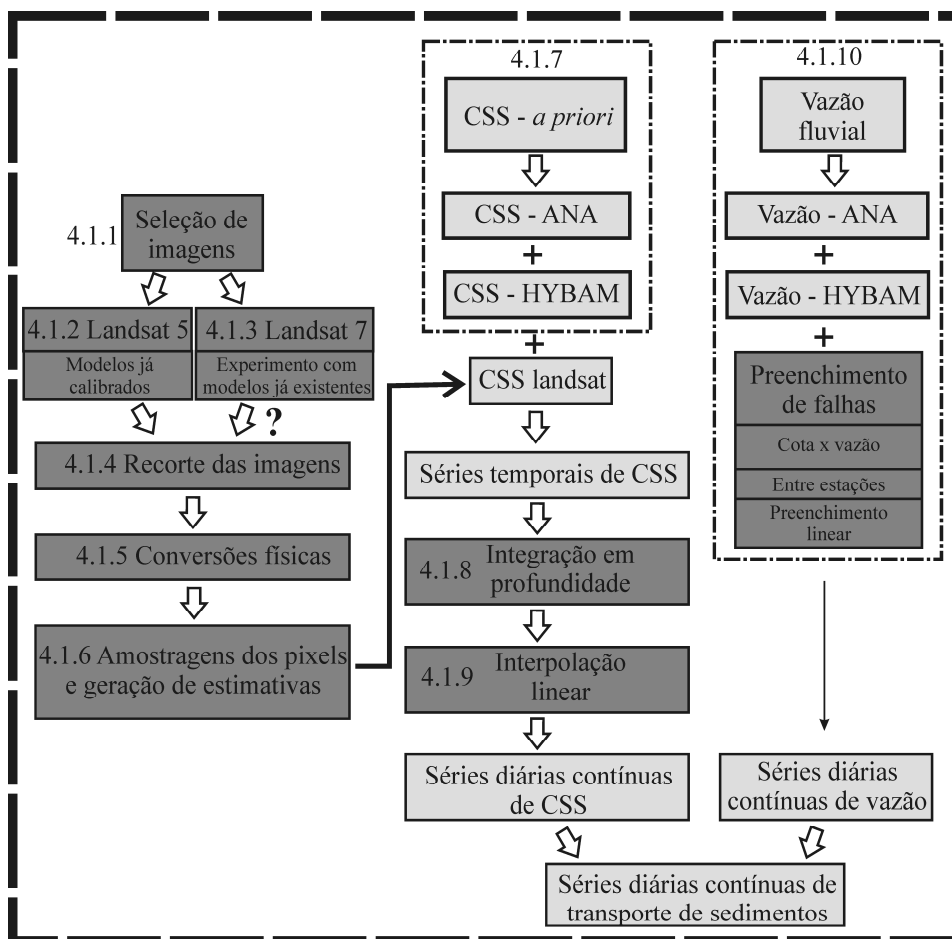 4.1.1
Seleção de
imagens
4.1.2 Landsat 5
Modelos já
calibrados
4.1.3 Landsat 7
Experimento com
modelos já existentes
?
4.1.4 Recorte das imagens
4.1.5 Conversões físicas
4.1.6 Amostragens dos pixels
e geração de estimativas
4.1.7
CSS - a priori
CSS - ANA
+
CSS - HYBAM
+
CSS landsat
Séries temporais de CSS
4.1.8 Integração em
profundidade
4.1.9 Interpolação
linear
Séries diárias contínuas
de CSS
4.1.10
Vazão
fluvial
Vazão - ANA
+
Vazão - HYBAM
+
Preenchimento
de falhas
Cota x vazão
Entre estações
Preenchimento
linear
Séries diárias
contínuas de vazão
Séries diárias contínuas de
transporte de sedimentos